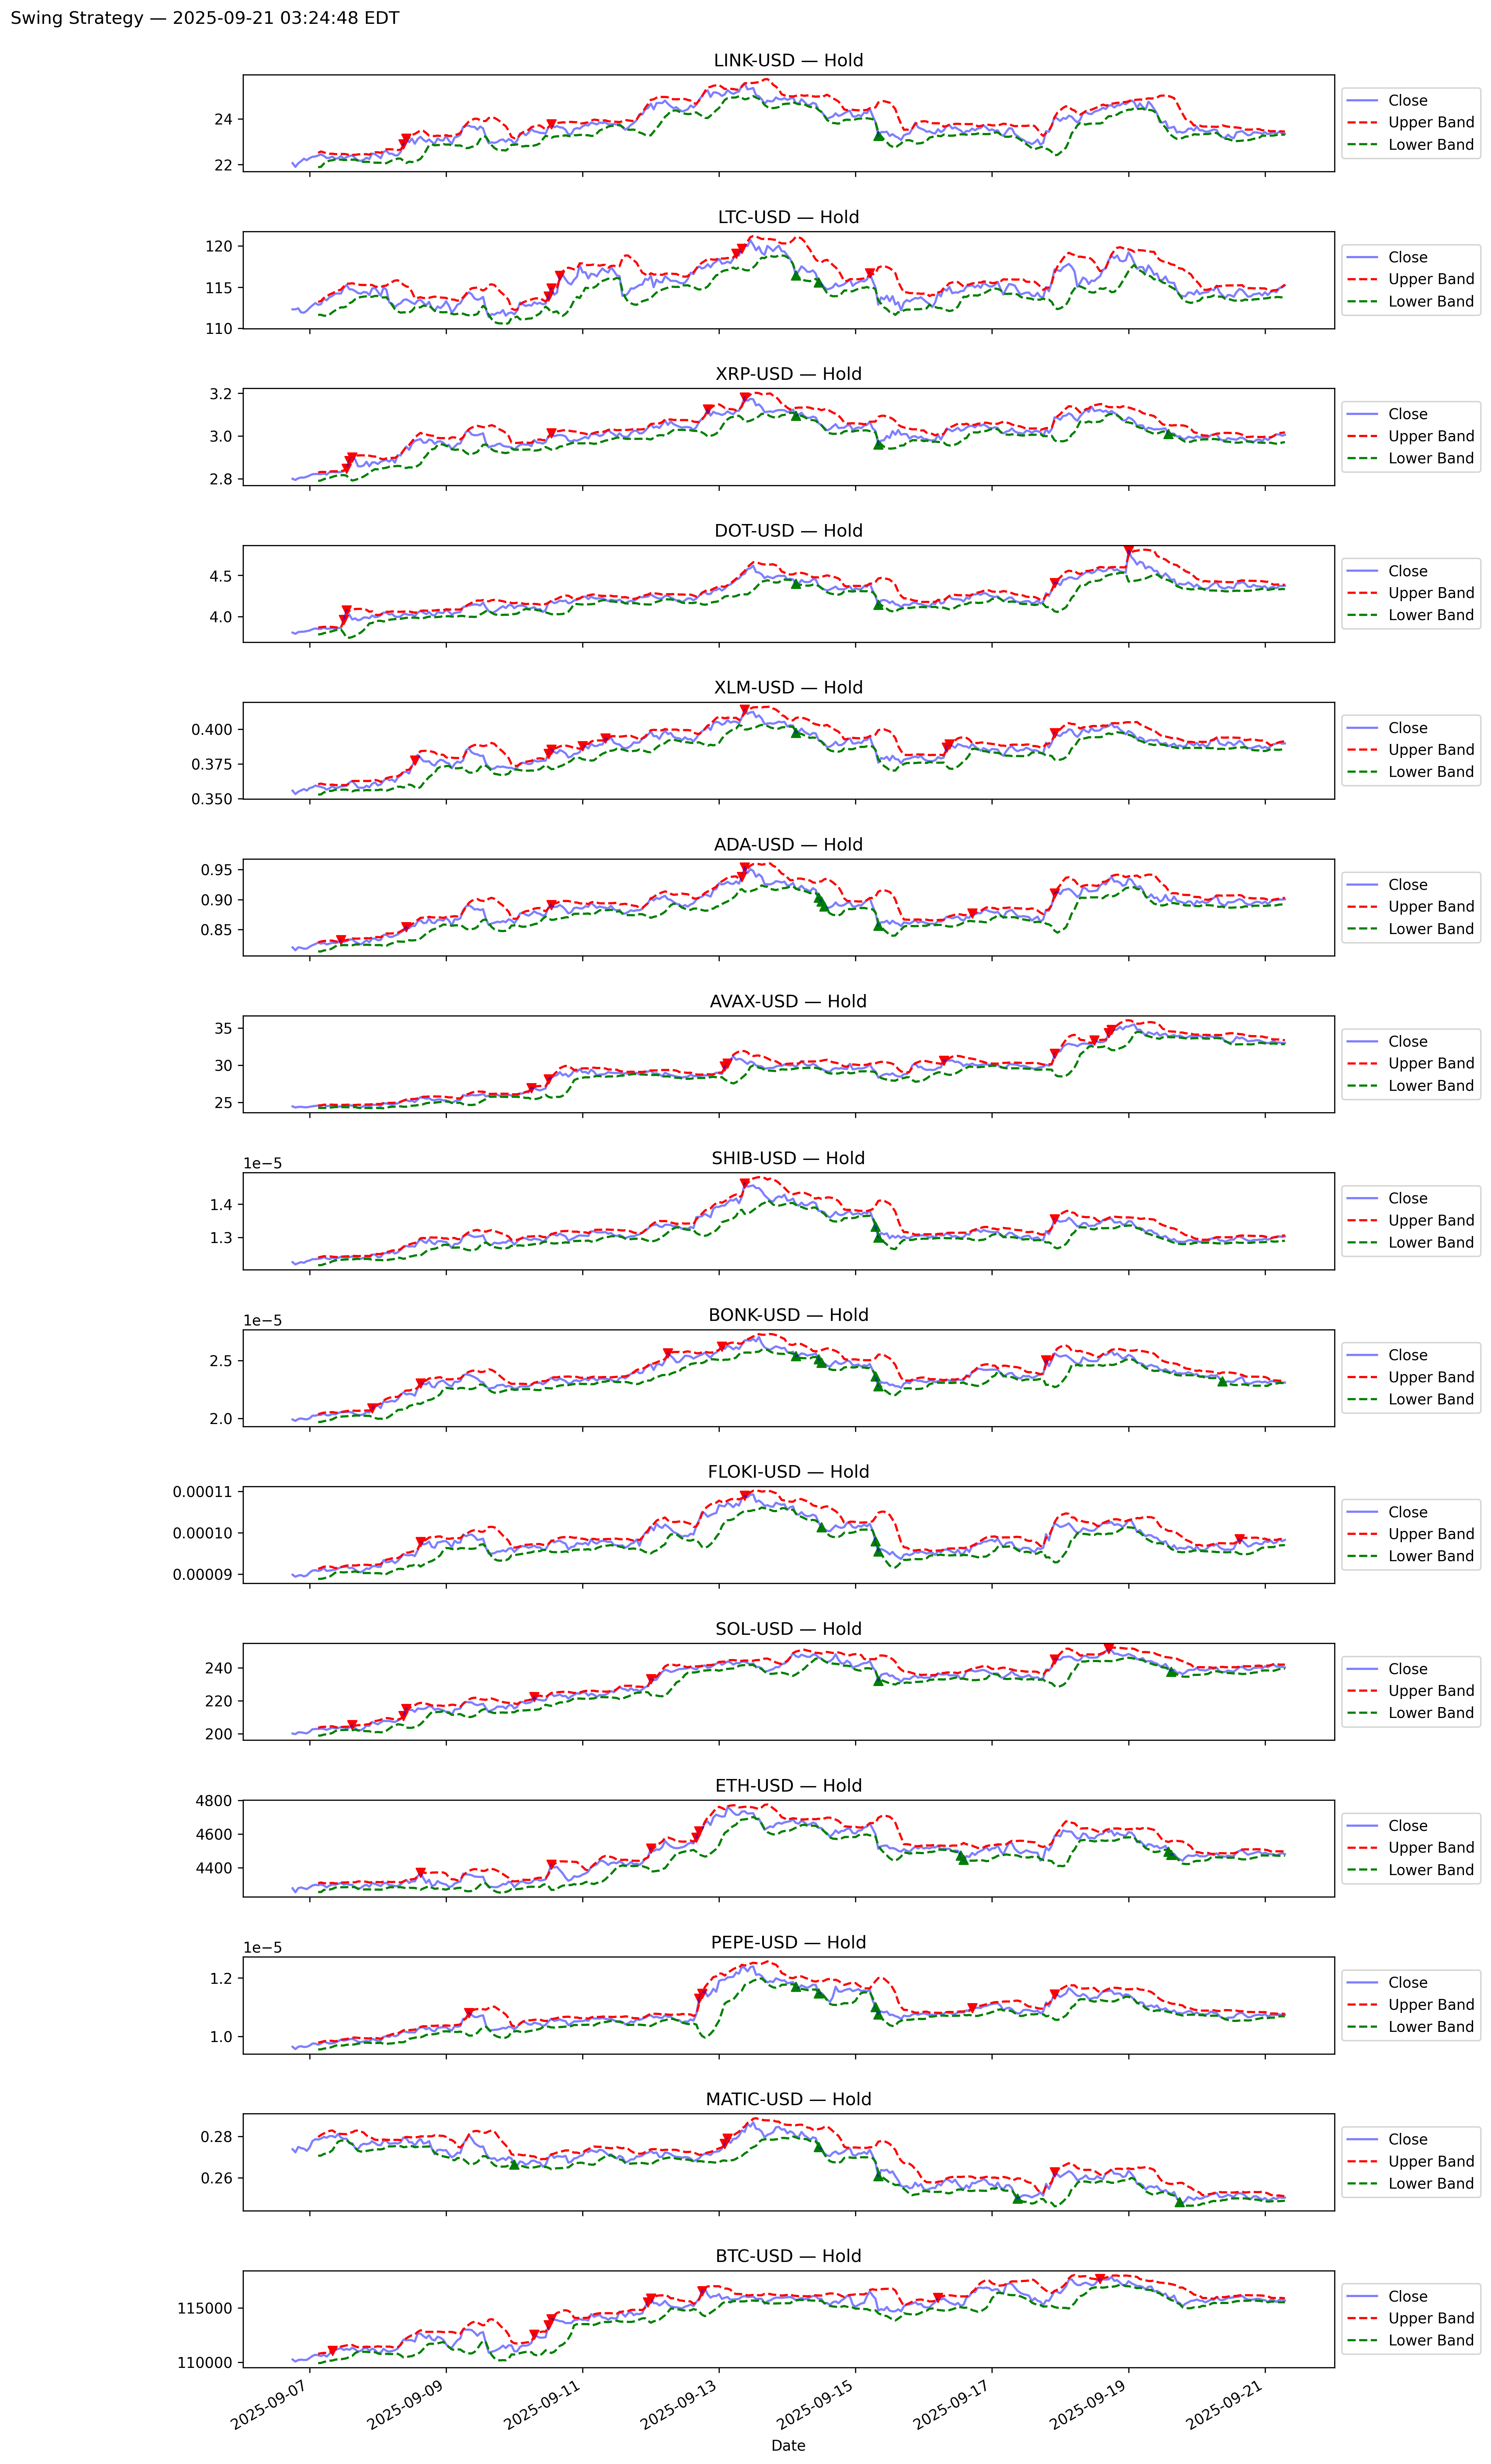 Swing Strategy — 2025-09-21 03:24:48 EDT
LINK-USD — Hold
24
22
Close
Upper Band
Lower Band
LTC-USD — Hold
120
115
110
Close
Upper Band
Lower Band
XRP-USD — Hold
3.2
3.0
2.8
Close
Upper Band
Lower Band
DOT-USD — Hold
4.5
4.0
Close
Upper Band
Lower Band
XLM-USD — Hold
0.400
0.375
0.350
Close
Upper Band
Lower Band
ADA-USD — Hold
0.95
0.90
0.85
Close
Upper Band
Lower Band
AVAX-USD — Hold
35
30
25
Close
Upper Band
Lower Band
SHIB-USD — Hold
1e−5
1.4
1.3
Close
Upper Band
Lower Band
BONK-USD — Hold
1e−5
2.5
2.0
Close
Upper Band
Lower Band
FLOKI-USD — Hold
0.00011
0.00010
0.00009
Close
Upper Band
Lower Band
SOL-USD — Hold
240
220
200
Close
Upper Band
Lower Band
ETH-USD — Hold
4800
4600
4400
Close
Upper Band
Lower Band
PEPE-USD — Hold
1e−5
1.2
1.0
Close
Upper Band
Lower Band
MATIC-USD — Hold
0.28
0.26
Close
Upper Band
Lower Band
BTC-USD — Hold
115000
110000
Close
Upper Band
Lower Band
2025-09-07
2025-09-09
2025-09-11
2025-09-13
2025-09-15
2025-09-17
2025-09-19
2025-09-21
Date